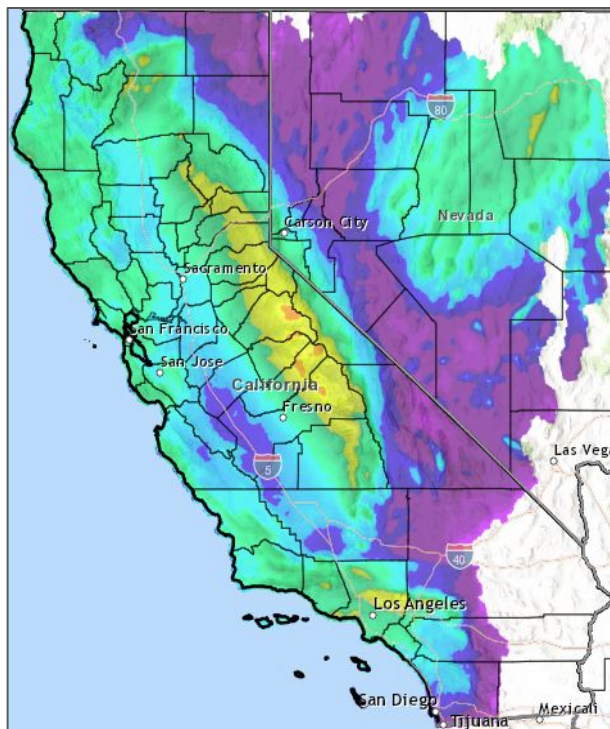 80
Nevada
Carson City
Sacramento
San Francisco
San Jose
California
Fresno
5
Las Vega
40
Los Angeles
San Diego
Tijuana
Mexicali